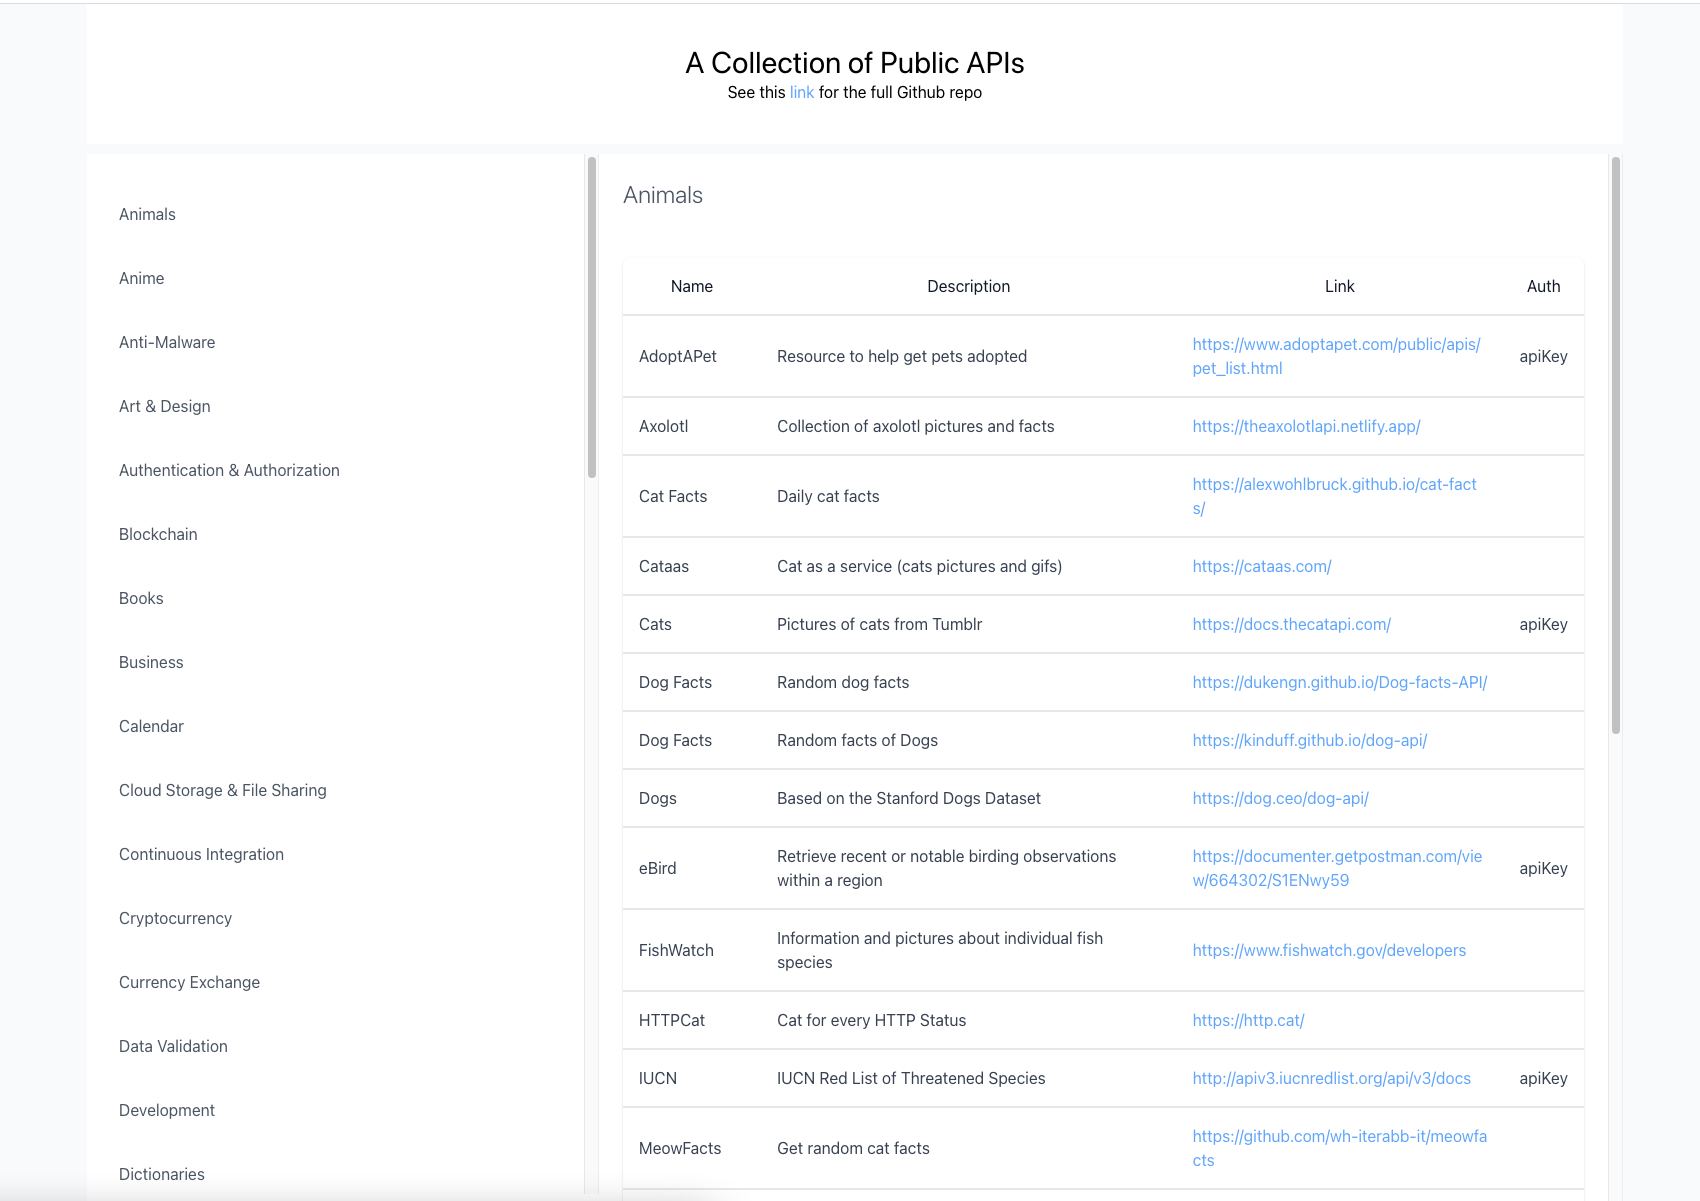 A Collection of Public APIs
See this link for the full Github repo
Animals
Anime
Anti-Malware
Art & Design
Authentication & Authorization
Blockchain
Books
Business
Calendar
Cloud Storage & File Sharing
Continuous Integration
Cryptocurrency
Currency Exchange
Data Validation
Development
Dictionaries
Animals
Name Description Link Auth
AdoptAPet Resource to help get pets adopted https://www.adoptapet.com/public/apis/
pet_list.html apiKey
Axolotl Collection of axolotl pictures and facts https://theaxolotlapi.netlify.app/
Cat Facts Daily cat facts https://alexwohlbruck.github.io/cat-fact
s/
Cataas Cat as a service (cats pictures and gifs) https://cataas.com/
Cats Pictures of cats from Tumblr https://docs.thecatapi.com/ apiKey
Dog Facts Random dog facts https://dukengn.github.io/Dog-facts-API/
Dog Facts Random facts of Dogs https://kinduff.github.io/dog-api/
Dogs Based on the Stanford Dogs Dataset https://dog.ceo/dog-api/
eBird Retrieve recent or notable birding observations
within a region https://documenter.getpostman.com/vie
w/664302/S1ENwy59 apiKey
FishWatch Information and pictures about individual fish
species https://www.fishwatch.gov/developers
HTTPCat Cat for every HTTP Status https://http.cat/
IUCN IUCN Red List of Threatened Species http://apiv3.iucnredlist.org/api/v3/docs apiKey
MeowFacts Get random cat facts https://github.com/wh-iterabb-it/meowfa
cts